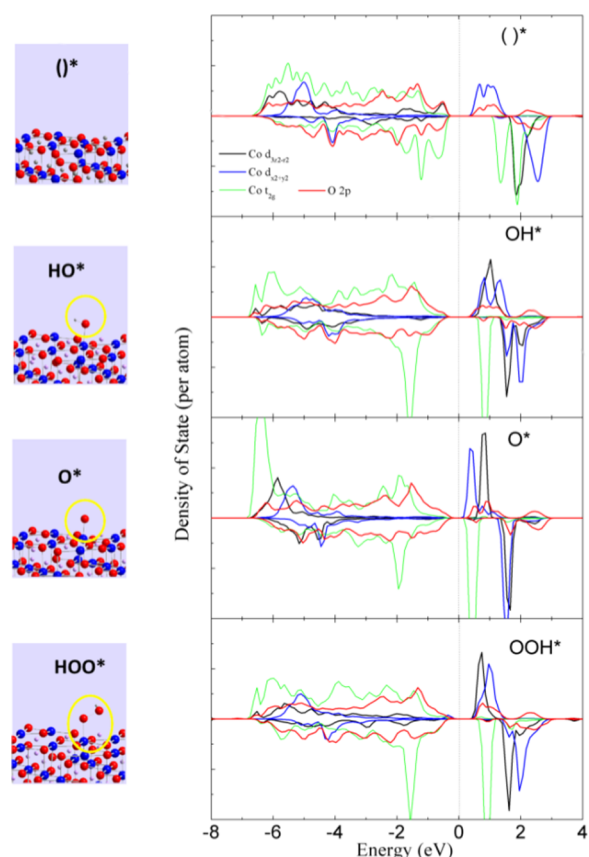 ()*
HO*
O*
HOO*
Density of State (per atom)
( )*
Co d3z2-r2
Co dx2-y2
Co t2g
O 2p
OH*
O*
OOH*
-8 -6 -4 -2 0 2 4
Energy (eV)